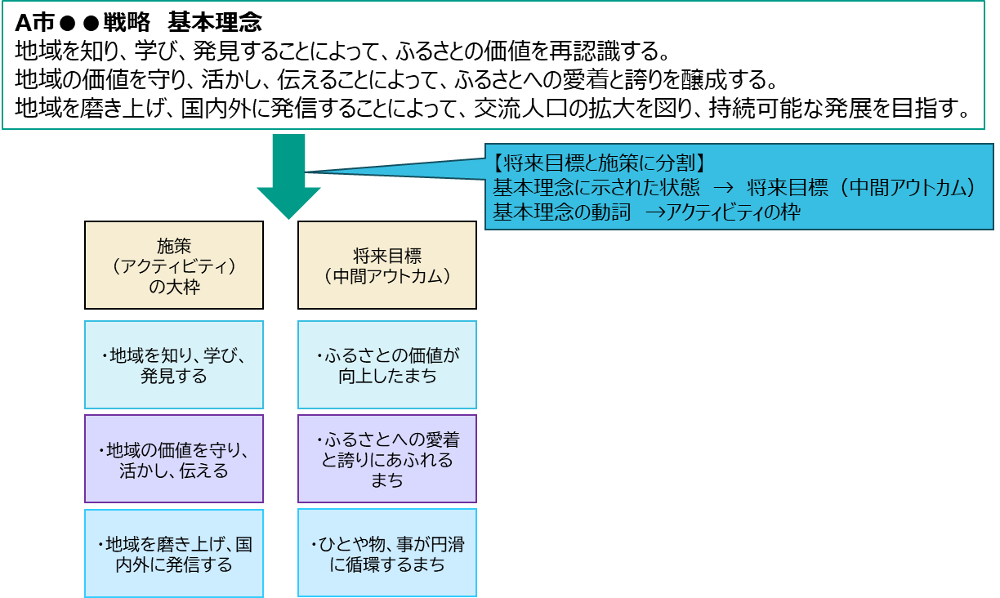 A市●●戦略　基本理念
地域を知り、学び、発見することによって、ふるさとの価値を再認識する。
地域の価値を守り、活かし、伝えることによって、ふるさとへの愛着と誇りを醸成する。
地域を磨き上げ、国内外に発信することによって、交流人口の拡大を図り、持続可能な発展を目指す。
【将来目標と施策に分割】
基本理念に示された状態　→　将来目標（中間アウトカム）
基本理念の動詞　→アクティビティの枠
施策
（アクティビティ）
の大枠
将来目標
（中間アウトカム）
・地域を知り、学び、
発見する
・ふるさとの価値が
向上したまち
・地域の価値を守り、
活かし、伝える
・ふるさとへの愛着
と誇りにあふれる
まち
・地域を磨き上げ、国
内外に発信する
・ひとや物、事が円滑
に循環するまち